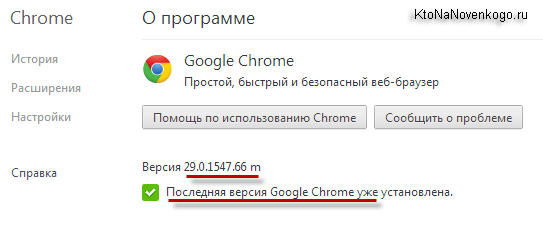 Chrome
О программе
KtoNaNovenkogo.ru
История
Расширения
Настройки
Справка
Google Chrome
Простой, быстрый и безопасный веб-браузер
Помощь по использованию Chrome
Сообщить о проблеме
Версия 29.0.1547.66 m
Последняя версия Google Chrome уже установлена.